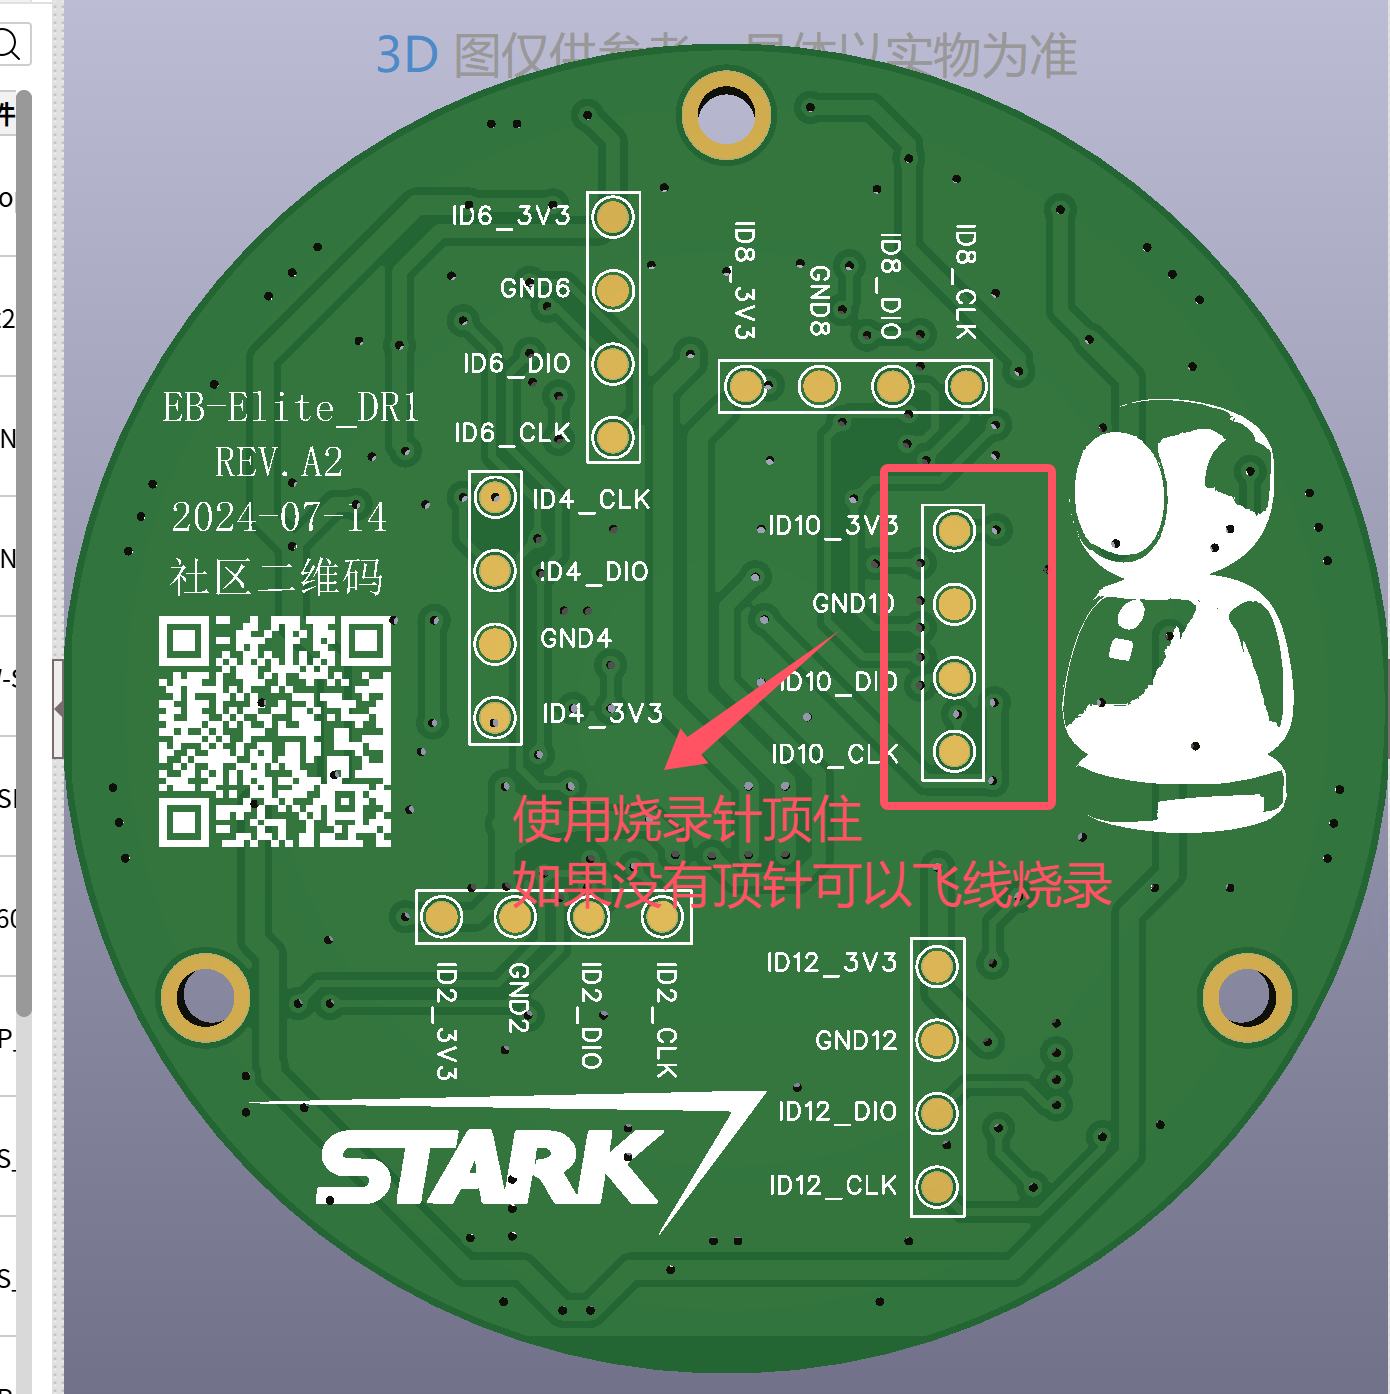 3D 图仅供参考，具体以实物为准
ID6_3V3
GND6
ID6_DIO
ID6_CLK
ID8_3V3
GND8
ID8_DIO
ID8_CLK
EB-Elite_DR1
REV.A2
2024-07-14
社区二维码
ID4_CLK
ID4_DIO
GND4
ID4_3V3
ID10_3V3
GND10
ID10_DIO
ID10_CLK
使用烧录针顶住
如果没有顶针可以飞线烧录
ID2_3V3
GND2
ID2_DIO
ID2_CLK
ID12_3V3
GND12
ID12_DIO
ID12_CLK
STARK